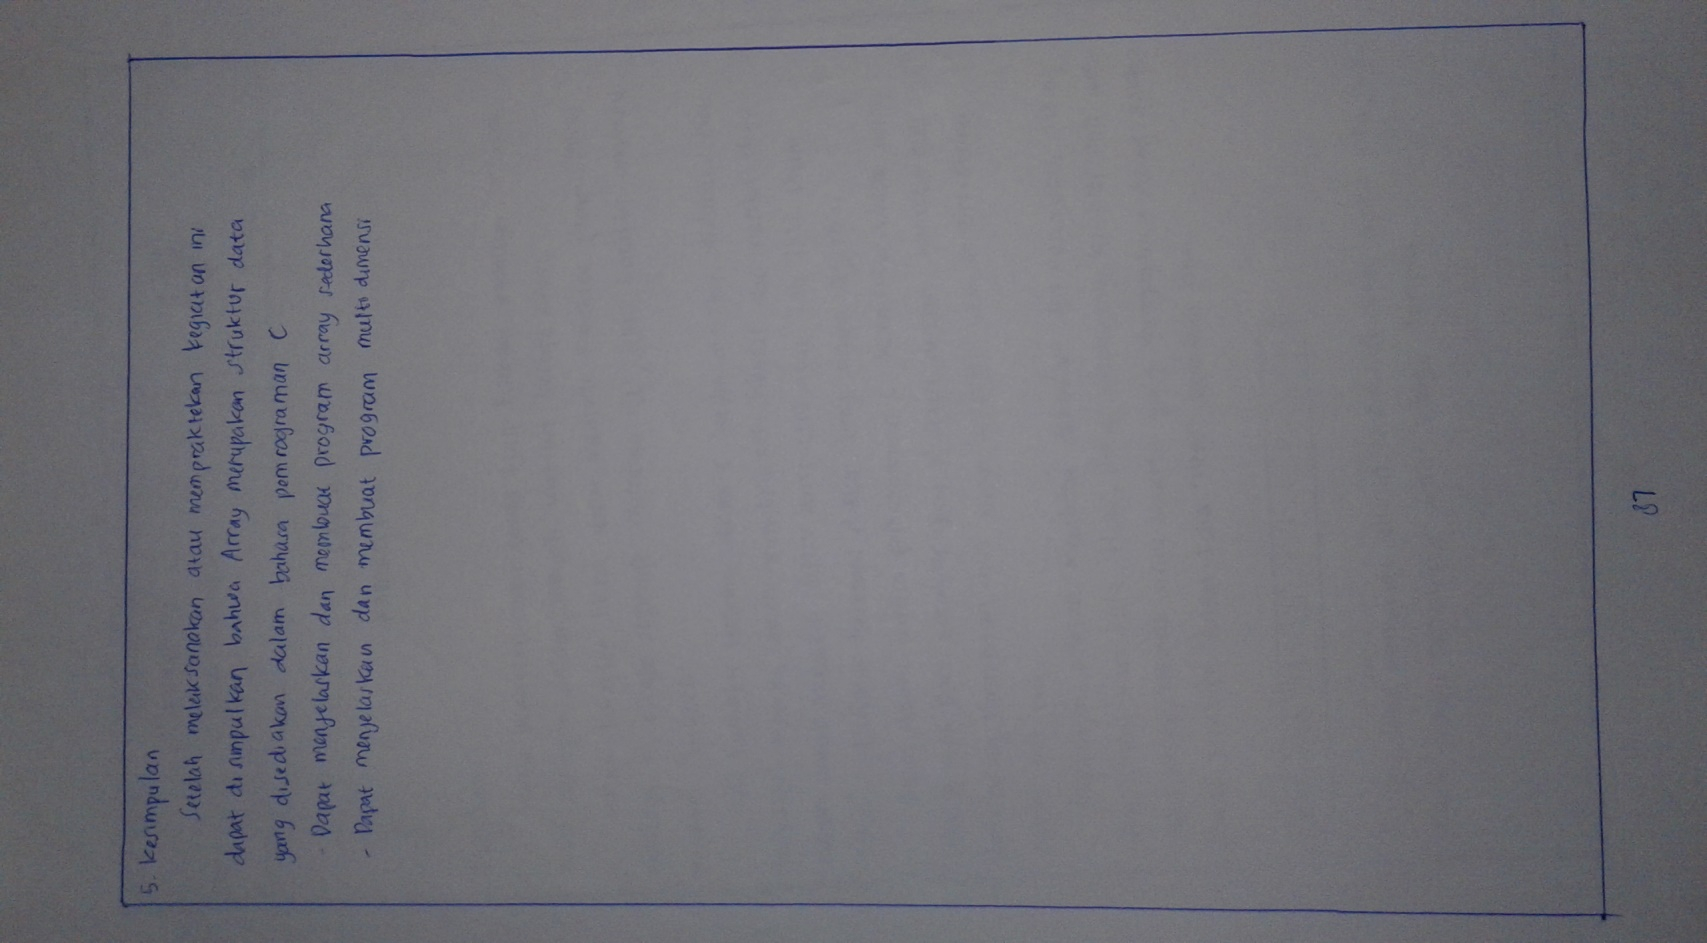 5. Kesimpulan
Setelah melaksanakan atau mempraktekan kegiatan ini
dapat disimpulkan bahwa Array merupakan struktur data
yang disediakan dalam bahasa pemrograman C
- Dapat menjelaskan dan membuat program array sederhana
- Dapat menjelaskan dan membuat program multi dimensi
87